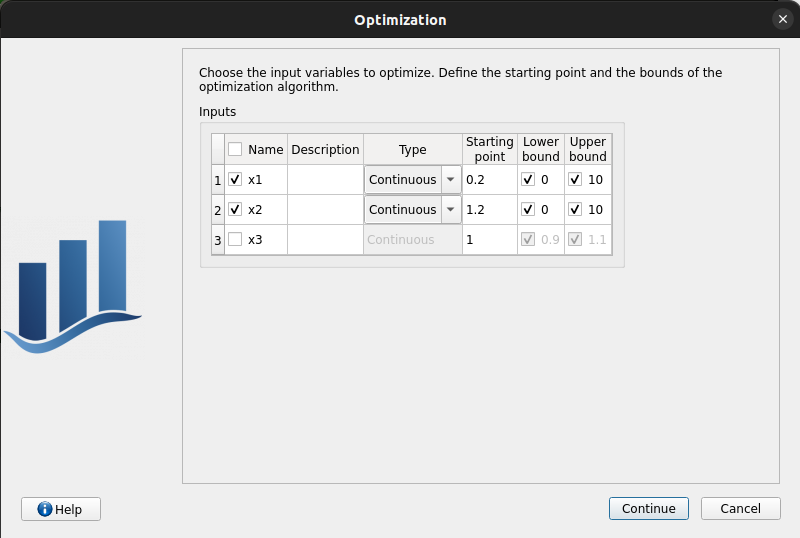 Optimization
Choose the input variables to optimize. Define the starting point and the bounds of the
optimization algorithm.
Inputs
Name Description Type Starting point Lower bound Upper bound
1 x1 Continuous 0.2 0 10
2 x2 Continuous 1.2 0 10
3 x3 Continuous 1 0.9 1.1
Help Continue Cancel